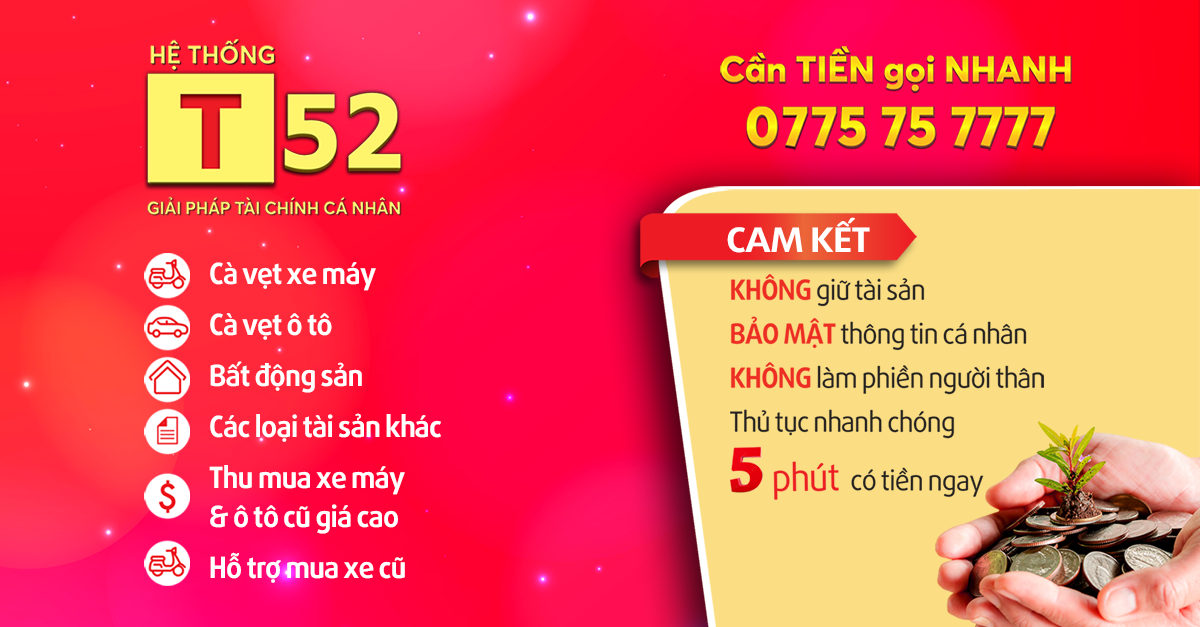 HỆ THỐNG
T52
GIẢI PHÁP TÀI CHÍNH CÁ NHÂN
Cà vẹt xe máy
Cà vẹt ô tô
Bất động sản
Các loại tài sản khác
Thu mua xe máy
& ô tô cũ giá cao
Hỗ trợ mua xe cũ
Cần TIỀN gọi NHANH
0775 75 7777
CAM KẾT
KHÔNG giữ tài sản
BẢO MẬT thông tin cá nhân
KHÔNG làm phiền người thân
Thủ tục nhanh chóng
5 phút có tiền ngay